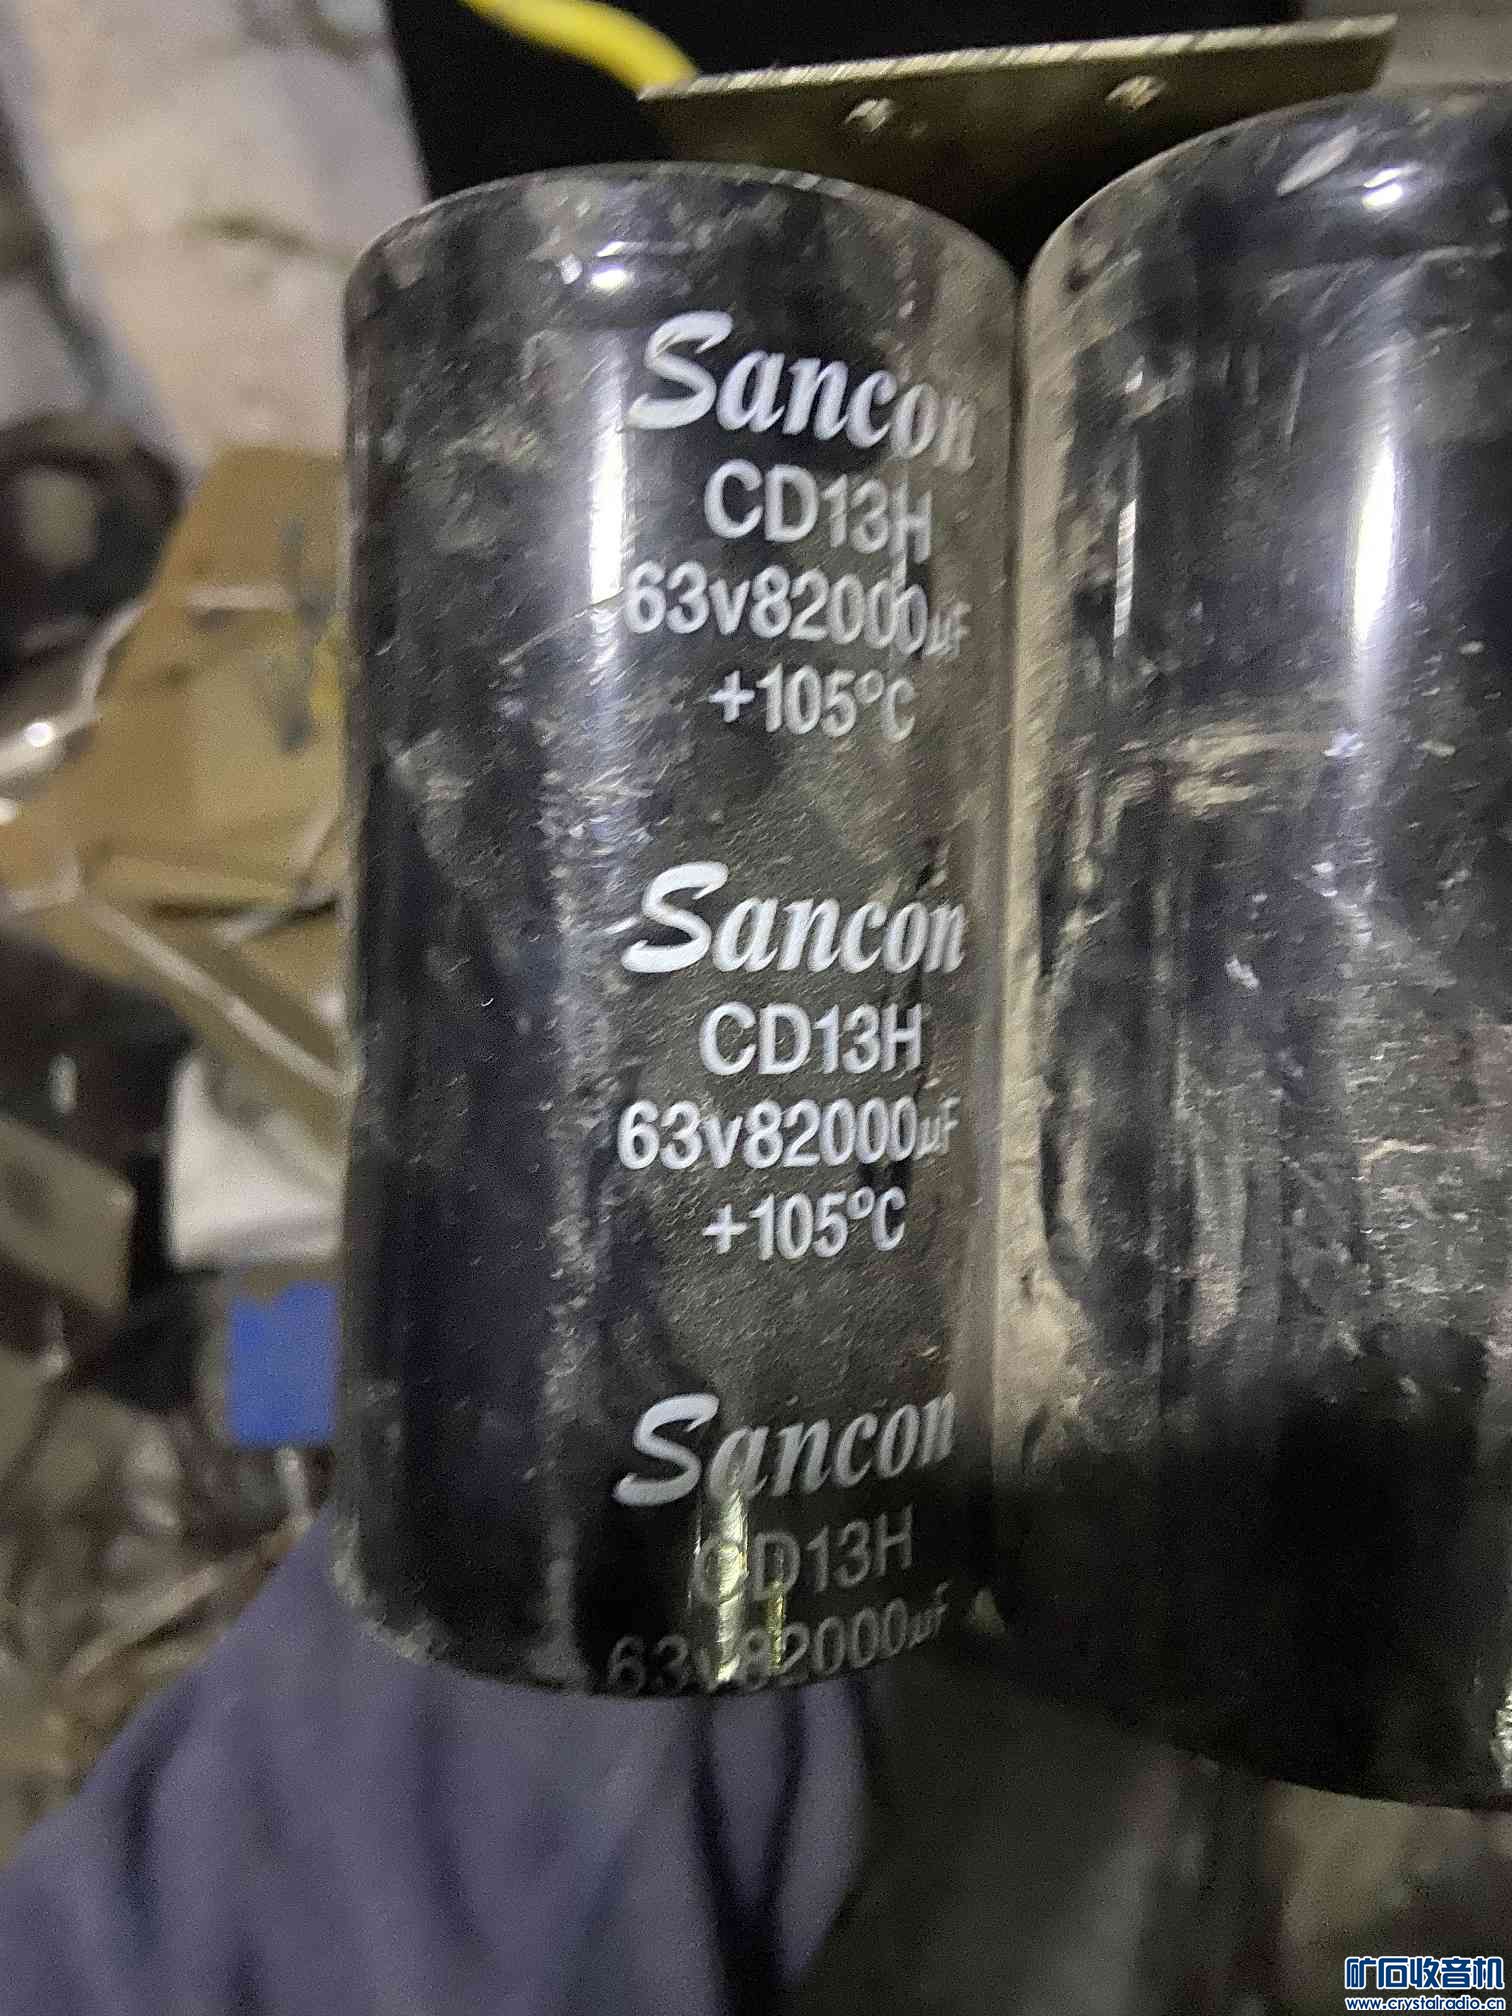 Sancon
CD13H
63v82000µF
+105°C
Sancon
CD13H
63v82000µF
+105°C
Sancon
CD13H
63v82000µF
矿石收音机
www.crystalradio.cn